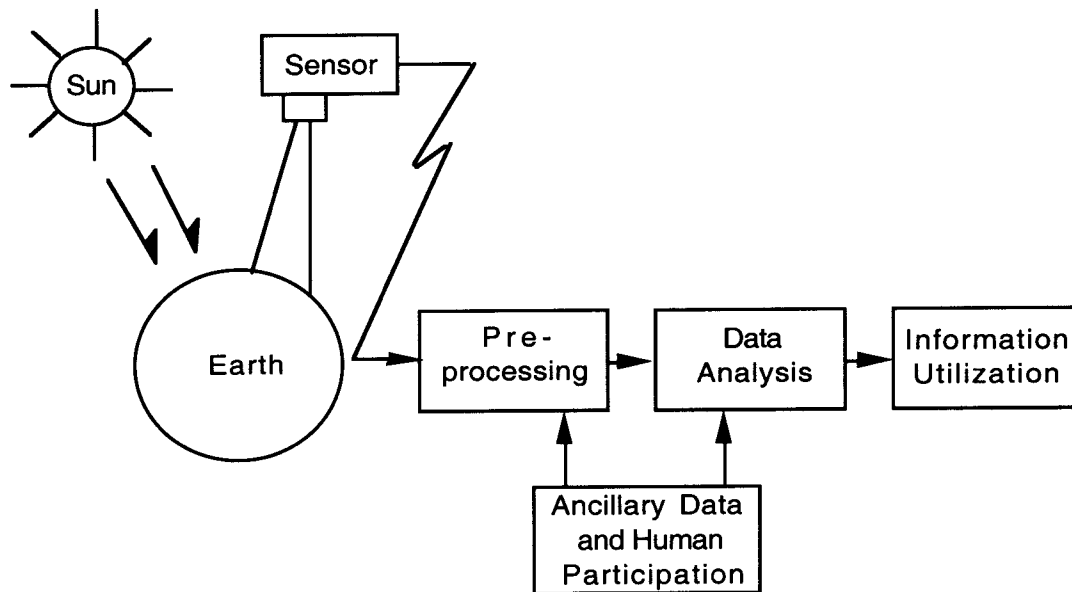 Sun
Sensor
Earth
Pre-
processing
Data
Analysis
Information
Utilization
Ancillary Data
and Human
Participation